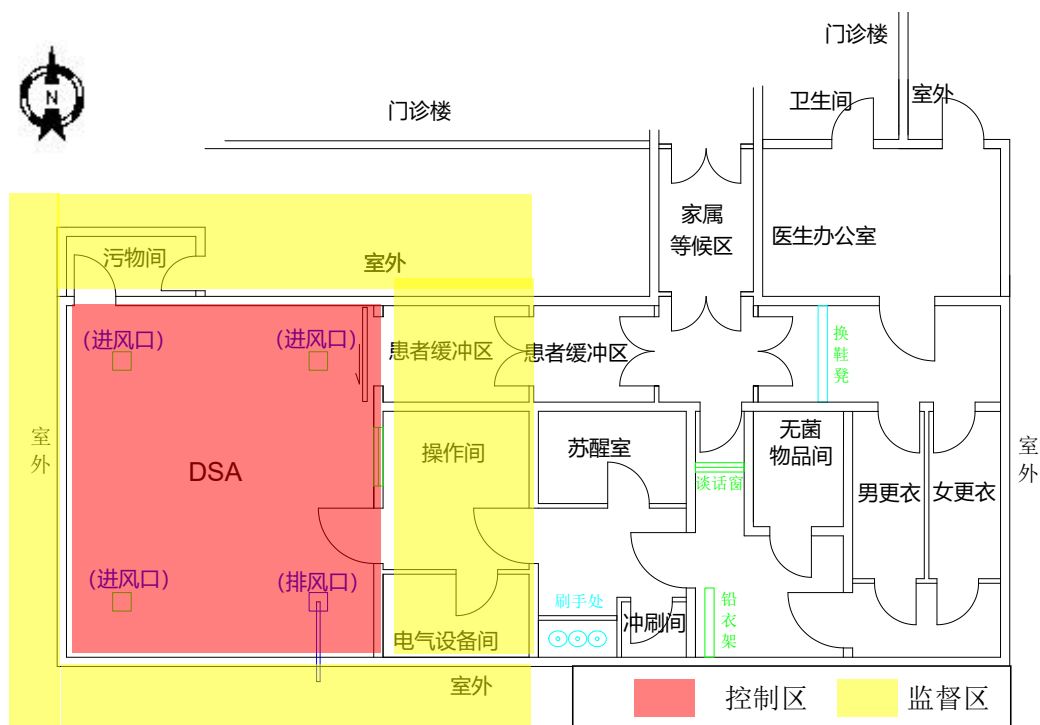 门诊楼
N
卫生间
室外
门诊楼
家属
等候区
医生办公室
污物间
室外
(进风口)
(进风口)
患者缓冲区
患者缓冲区
换鞋凳
室外
DSA
操作间
苏醒室
谈话窗
无菌
物品间
男更衣
女更衣
室外
(进风口)
(排风口)
刷手处
冲刷间
铅衣架
电气设备间
室外
控制区
监督区